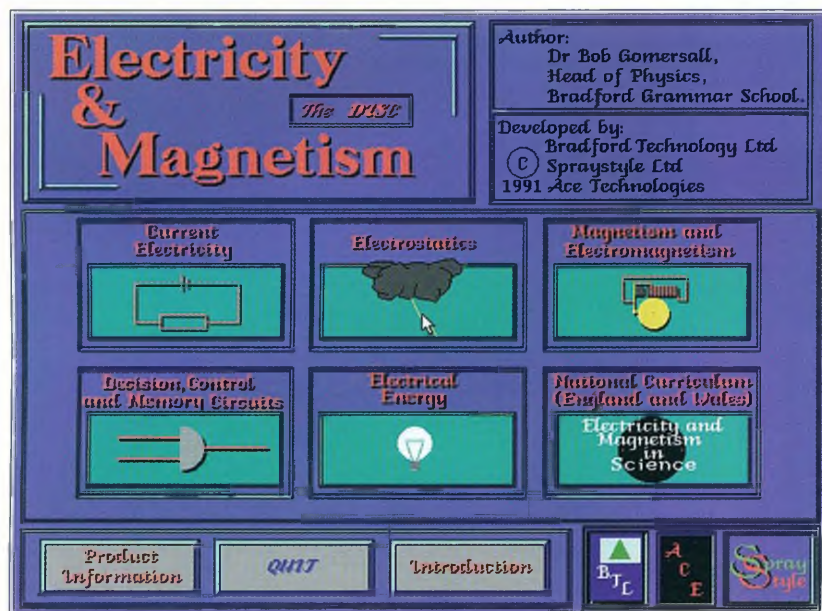 Electricity
&
The DISC
Magnetism
Author:
Dr Bob Gomersall,
Head of Physics,
Bradford Grammar School.
Developed by:
Bradford Technology Ltd
C Spraystyle Ltd
1991 Ace Technologies
Current
Electricity
Electrostatics
Magnetism and
Electromagnetism
Decision, Control
and Memory Circuits
Electrical
Energy
National Curriculum
(England and Wales)
Electricity and
Magnetism
in
Science
Product
Information
QUIT
Introduction
BTL
ACE
Spray
Style